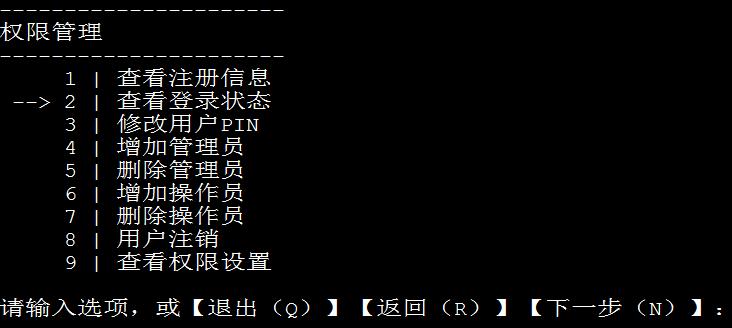 ----------------------
权限管理
----------------------
1 | 查看注册信息
--> 2 | 查看登录状态
3 | 修改用户PIN
4 | 增加管理员
5 | 删除管理员
6 | 增加操作员
7 | 删除操作员
8 | 用户注销
9 | 查看权限设置
请输入选项，或【退出（Q）】【返回（R）】【下一步（N）】：